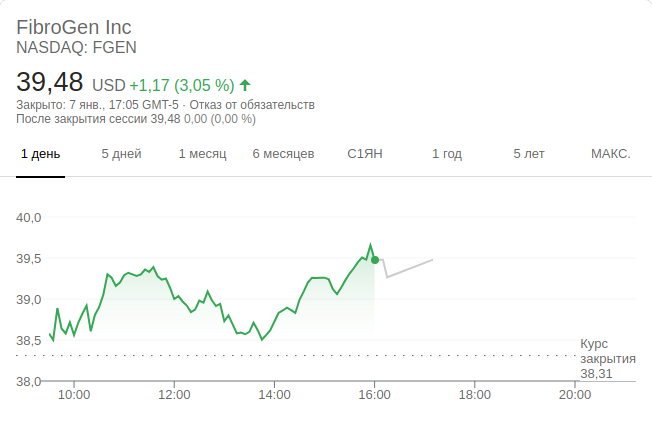 FibroGen Inc
NASDAQ: FGEN
39,48 USD +1,17 (3,05 %)
Закрыто: 7 янв., 17:05 GMT-5 · Отказ от обязательств
После закрытия сессии 39,48 0,00 (0,00 %)
1 день 5 дней 1 месяц 6 месяцев С1ЯН 1 год 5 лет МАКС.
40,0
39,5
39,0
38,5
Курс
закрытия
38,31
38,0
10:00 12:00 14:00 16:00 18:00 20:00